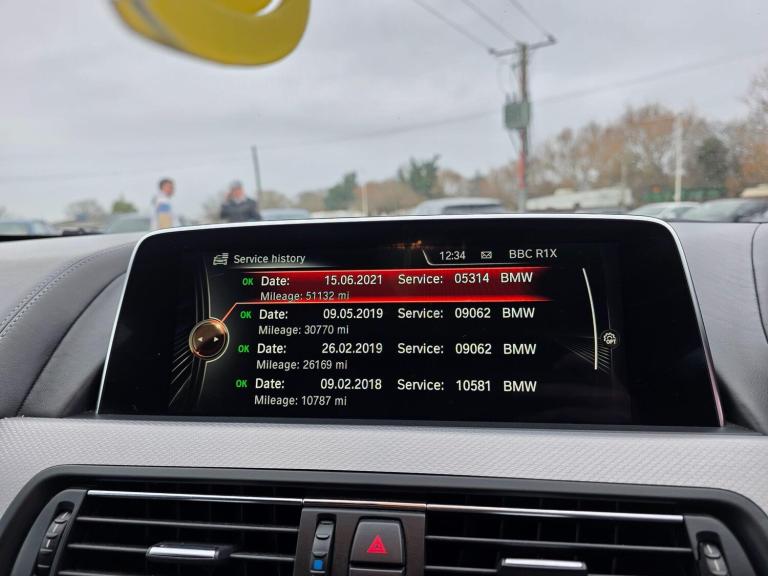 Service history 12:34 BBC R1X
OK Date: 15.06.2021 Service: 05314 BMW
Mileage: 51132 mi
OK Date: 09.05.2019 Service: 09062 BMW
Mileage: 30770 mi
OK Date: 26.02.2019 Service: 09062 BMW
Mileage: 26169 mi
OK Date: 09.02.2018 Service: 10581 BMW
Mileage: 10787 mi
OPT